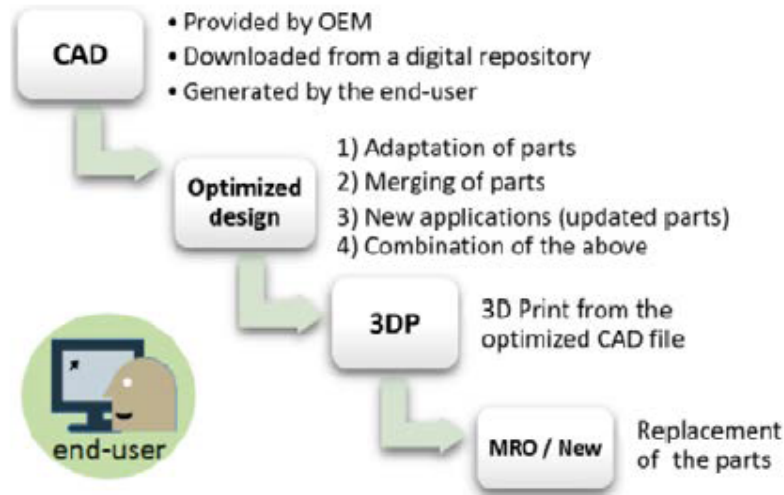 CAD
• Provided by OEM
• Downloaded from a digital repository
• Generated by the end-user
Optimized
design
1) Adaptation of parts
2) Merging of parts
3) New applications (updated parts)
4) Combination of the above
3DP
3D Print from the
optimized CAD file
end-user
MRO / New
Replacement
of the parts